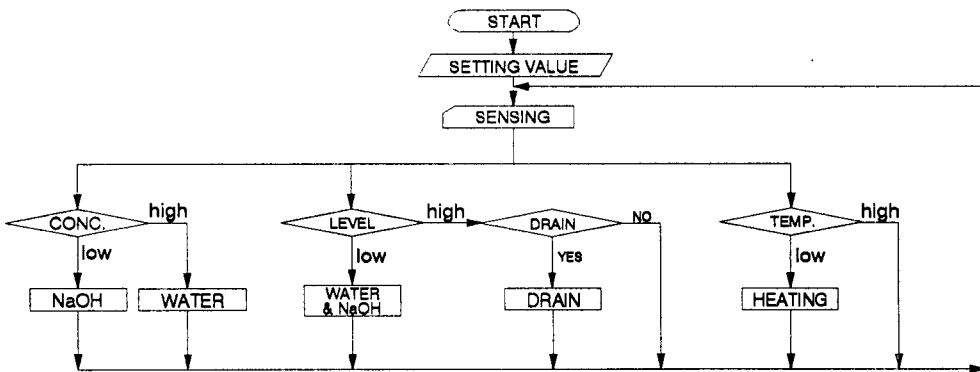 START
SETTING VALUE
SENSING
CONC.
high
low
NaOH
WATER
LEVEL
high
low
WATER
& NaOH
DRAIN
NO
YES
DRAIN
TEMP.
high
low
HEATING